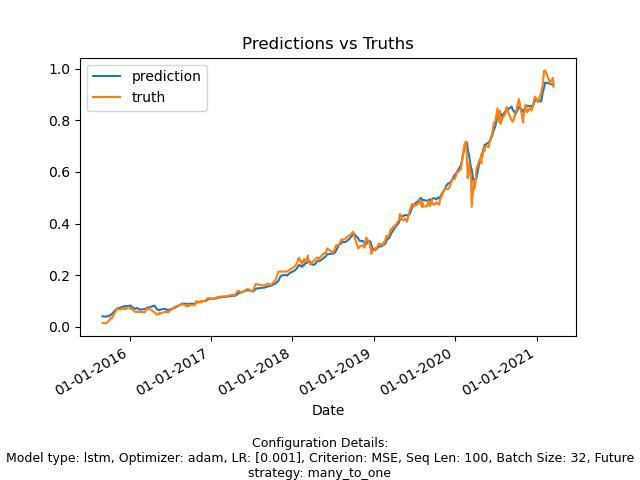 Predictions vs Truths
prediction
truth
1.0
0.8
0.6
0.4
0.2
0.0
01-01-2016
01-01-2017
01-01-2018
01-01-2019
01-01-2020
01-01-2021
Date
Configuration Details:
Model type: lstm, Optimizer: adam, LR: [0.001], Criterion: MSE, Seq Len: 100, Batch Size: 32, Future
strategy: many_to_one